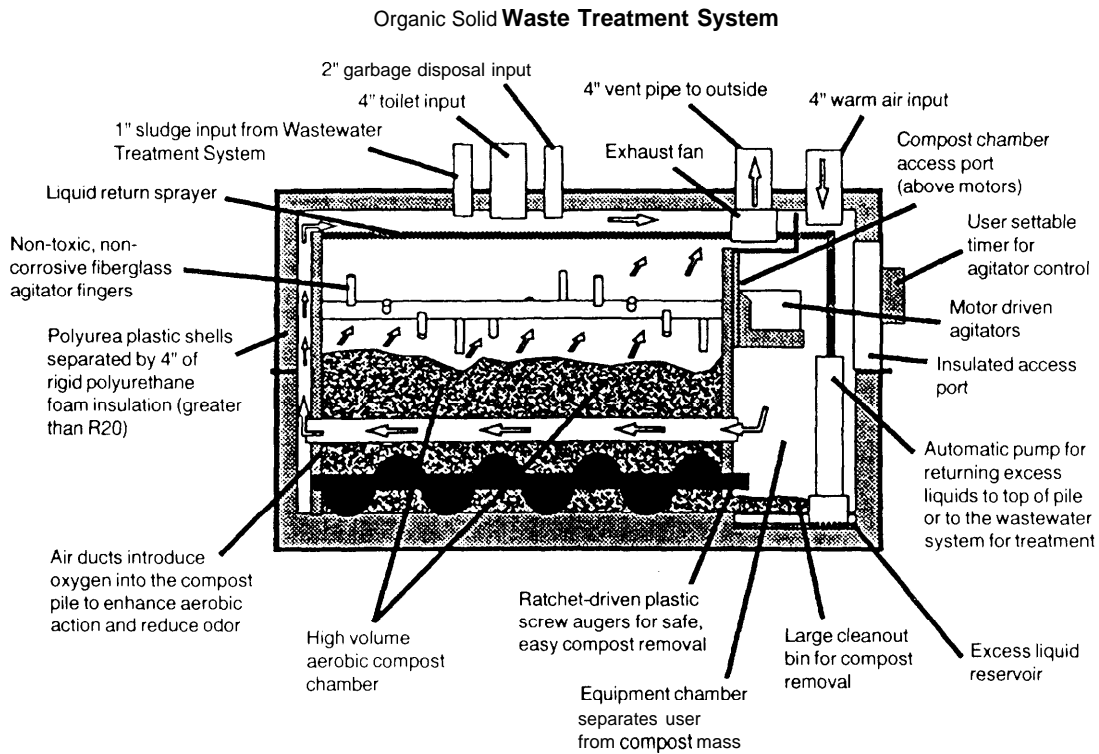 Organic Solid Waste Treatment System
2" garbage disposal input
4" toilet input
1" sludge input from Wastewater
Treatment System
Liquid return sprayer
Non-toxic, non-
corrosive fiberglass
agitator fingers
Polyurea plastic shells
separated by 4" of
rigid polyurethane
foam insulation (greater
than R20)
Air ducts introduce
oxygen into the compost
pile to enhance aerobic
action and reduce odor
High volume
aerobic compost
chamber
4" vent pipe to outside
Exhaust fan
4" warm air input
Compost chamber
access port
(above motors)
User settable
timer for
agitator control
Motor driven
agitators
Insulated access
port
Automatic pump for
returning excess
liquids to top of pile
or to the wastewater
system for treatment
Ratchet-driven plastic
screw augers for safe,
easy compost removal
Equipment chamber
separates user
from compost mass
Large cleanout
bin for compost
removal
Excess liquid
reservoir